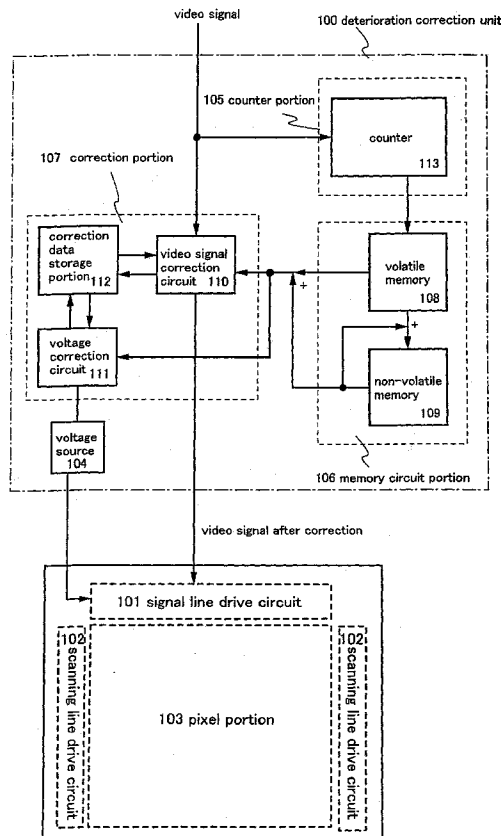 video signal
100 deterioration correction unit
105 counter portion
counter
113
107 correction portion
correction
data
storage
portion
112
video signal
correction
circuit
110
volatile
memory
108
+
+
voltage
correction
circuit
111
non-volatile
memory
109
voltage
source
104
106 memory circuit portion
video signal after correction
101 signal line drive circuit
102
scanning line drive circuit
103 pixel portion
102
scanning line drive circuit